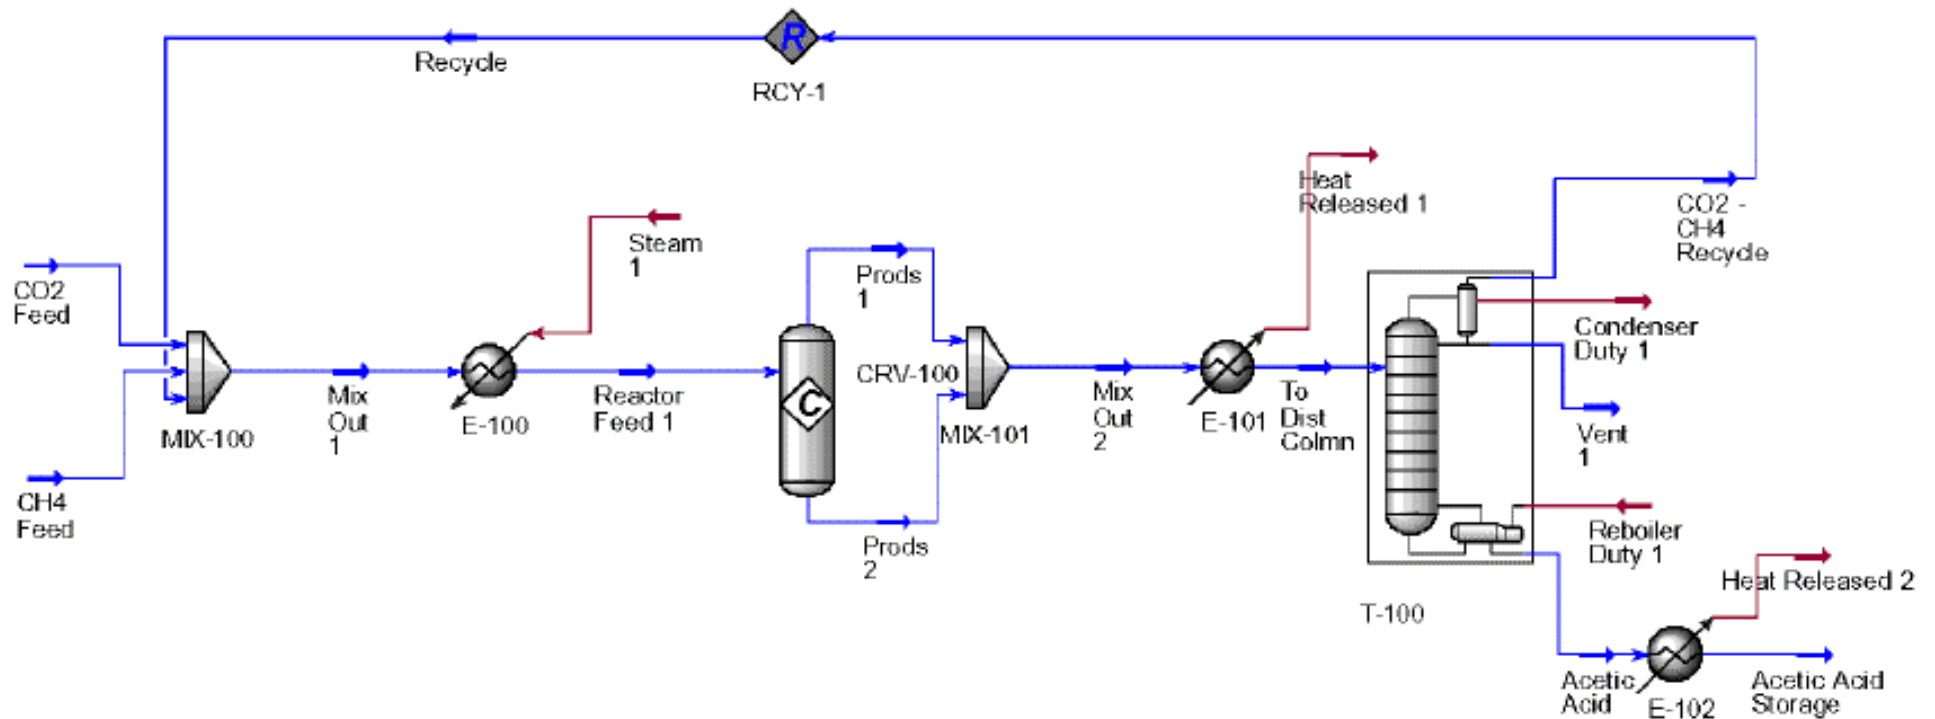 R
Recycle
RCY-1
Heat
Released 1
CO2 -
CH4
Recycle
Steam
1
CO2
Feed
Prods
1
Condenser
Duty 1
CRV-100
C
Mix
Out
1
E-100
Reactor
Feed 1
MIX-100
MIX-101
Mix
Out
2
E-101
To
Dist
Colmn
Vent
1
CH4
Feed
Prods
2
Reboiler
Duty 1
T-100
Heat Released 2
Acetic
Acid
E-102
Acetic Acid
Storage